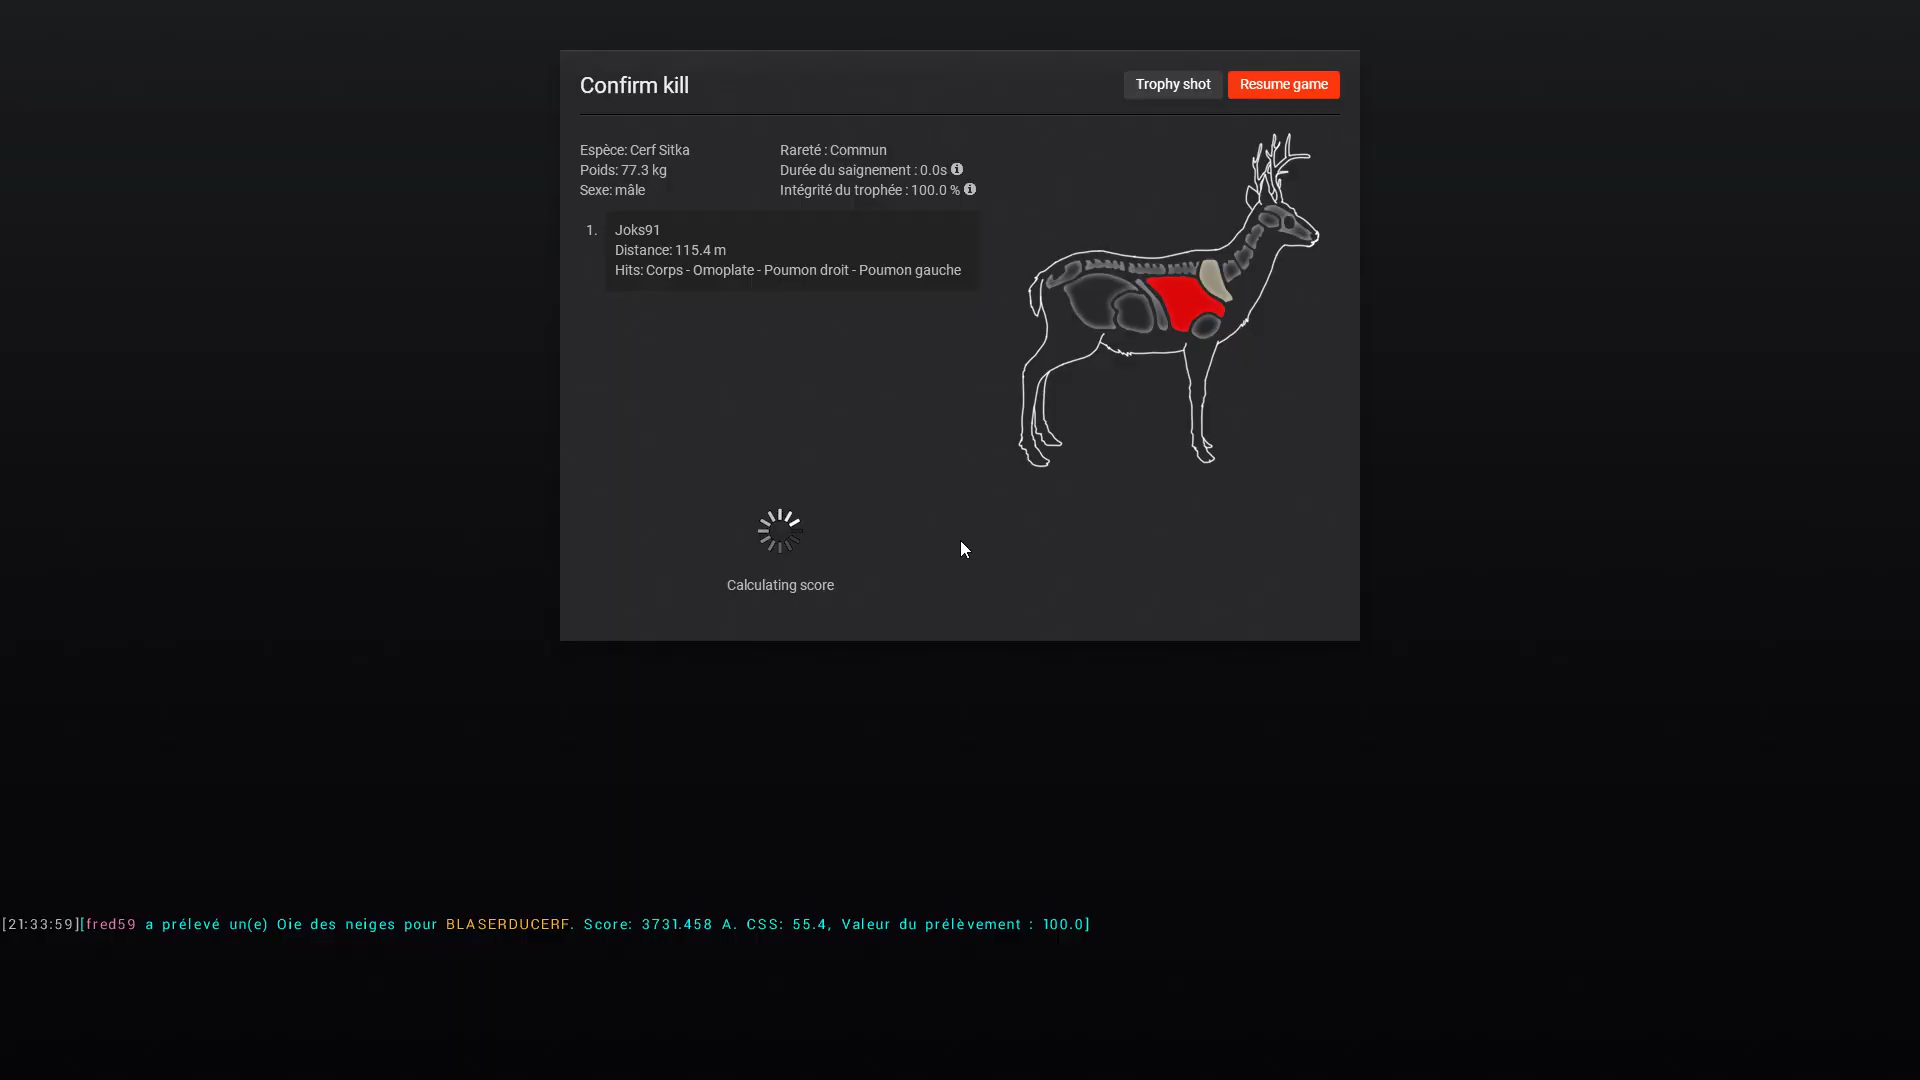 Confirm kill
Trophy shot
Resume game
Espèce: Cerf Sitka
Rareté : Commun
Poids: 77.3 kg
Durée du saignement : 0.0s
Sexe: mâle
Intégrité du trophée : 100.0 %
1. Joks91
Distance: 115.4 m
Hits: Corps - Omoplate - Poumon droit - Poumon gauche
Calculating score
[21:33:59][fred59 a prélevé un(e) Oie des neiges pour BLASERDUCERF. Score: 3731.458 A. CSS: 55.4, Valeur du prélèvement : 100.0]